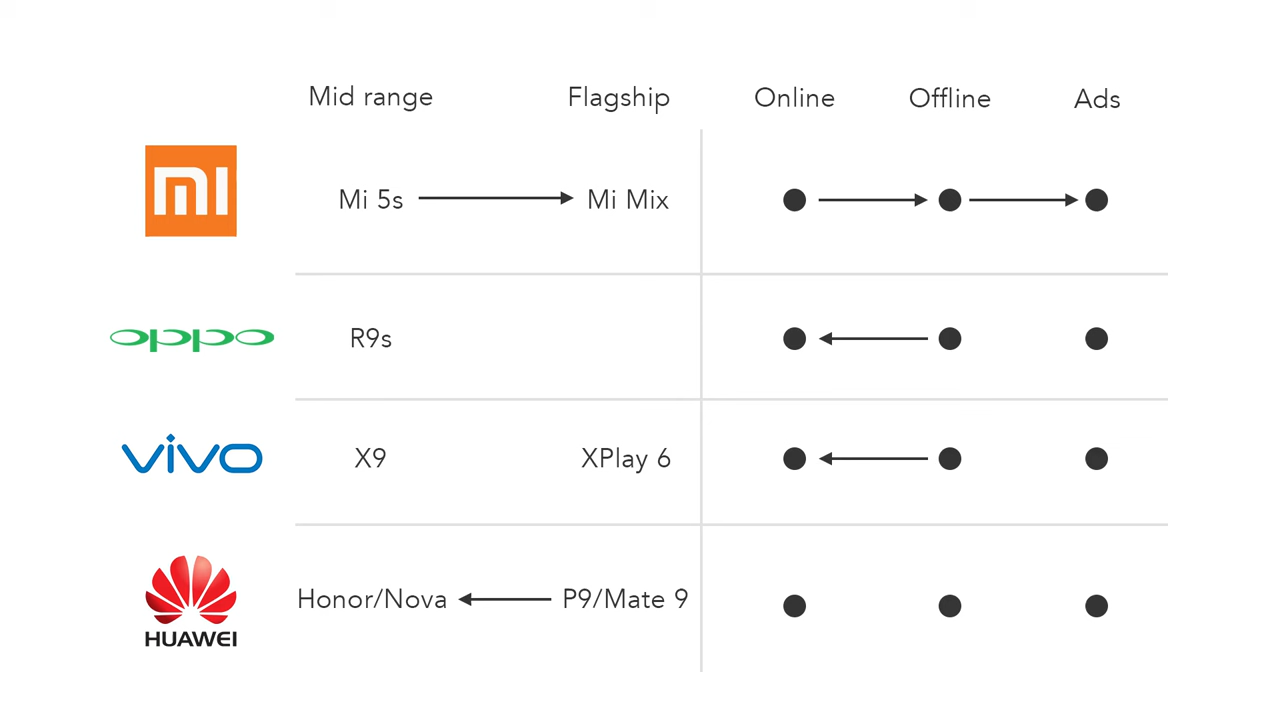 Mid range Flagship Online Offline Ads
mi
Mi 5s Mi Mix
oppo
R9s
vivo
X9 XPlay 6
Honor/Nova P9/Mate 9
HUAWEI